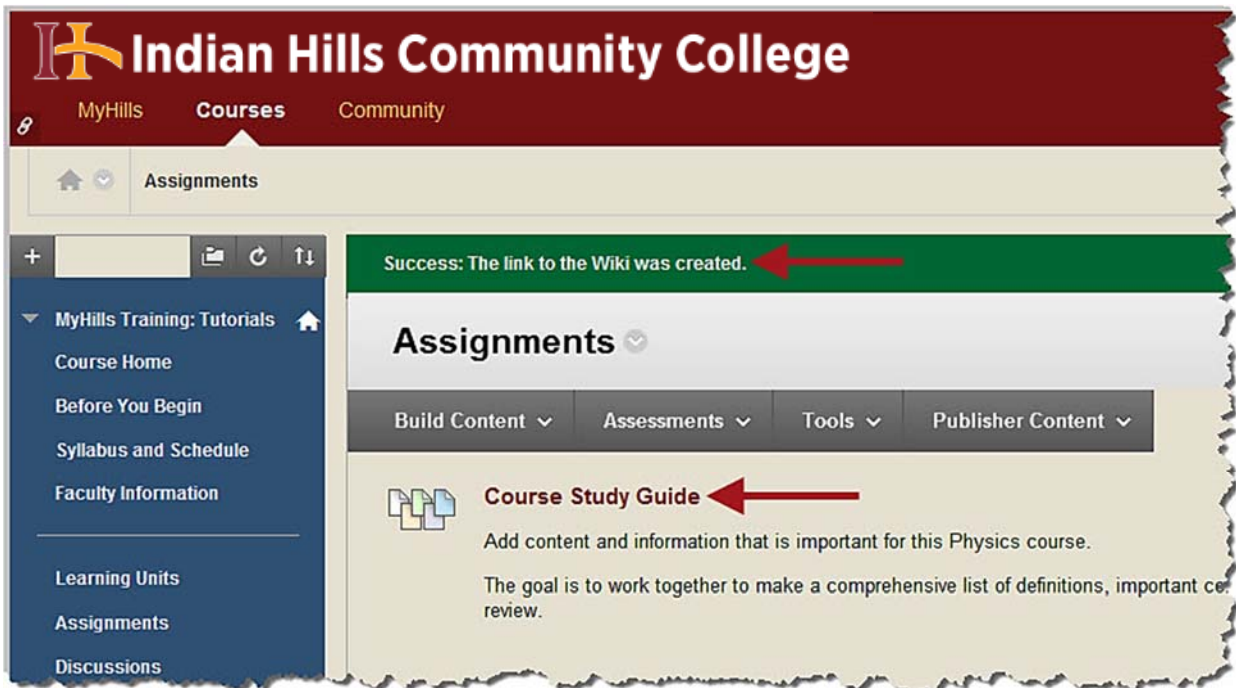 Indian Hills Community College
MyHills Courses Community
Assignments
Success: The link to the Wiki was created.
MyHills Training: Tutorials
Course Home
Before You Begin
Syllabus and Schedule
Faculty Information
Learning Units
Assignments
Discussions
Assignments
Build Content Assessments Tools Publisher Content
Course Study Guide
Add content and information that is important for this Physics course.
The goal is to work together to make a comprehensive list of definitions, important
review.